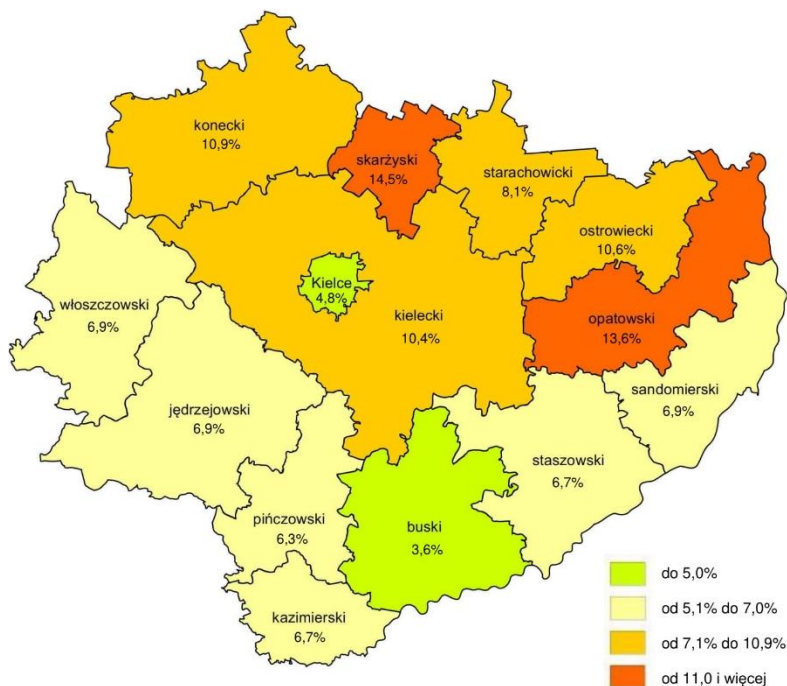 konecki
10,9%
skarżyski
14,5%
starachowicki
8,1%
ostrowiecki
10,6%
Kielce
4,8%
włoszczowski
6,9%
kielecki
10,4%
opatowski
13,6%
sandomierski
6,9%
jędrzejowski
6,9%
staszowski
6,7%
pińczowski
6,3%
buski
3,6%
kazimierski
6,7%
do 5,0%
od 5,1% do 7,0%
od 7,1% do 10,9%
od 11,0 i więcej